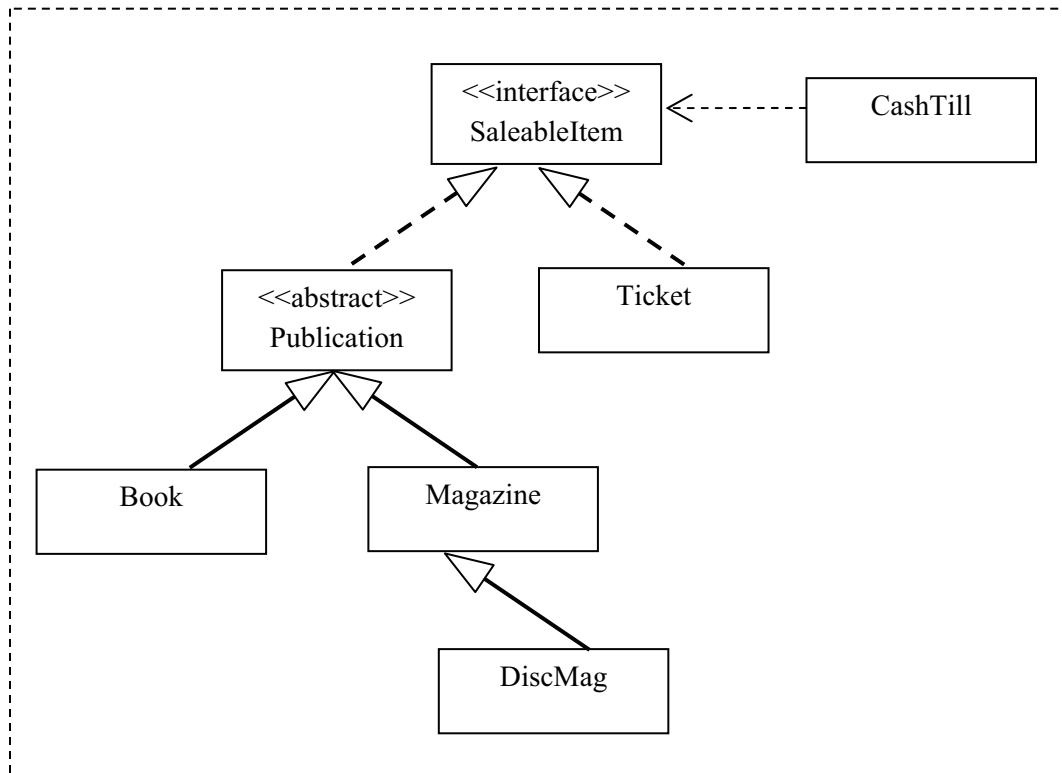 <<interface>>
SaleableItem
CashTill
<<abstract>>
Publication
Ticket
Book
Magazine
DiscMag